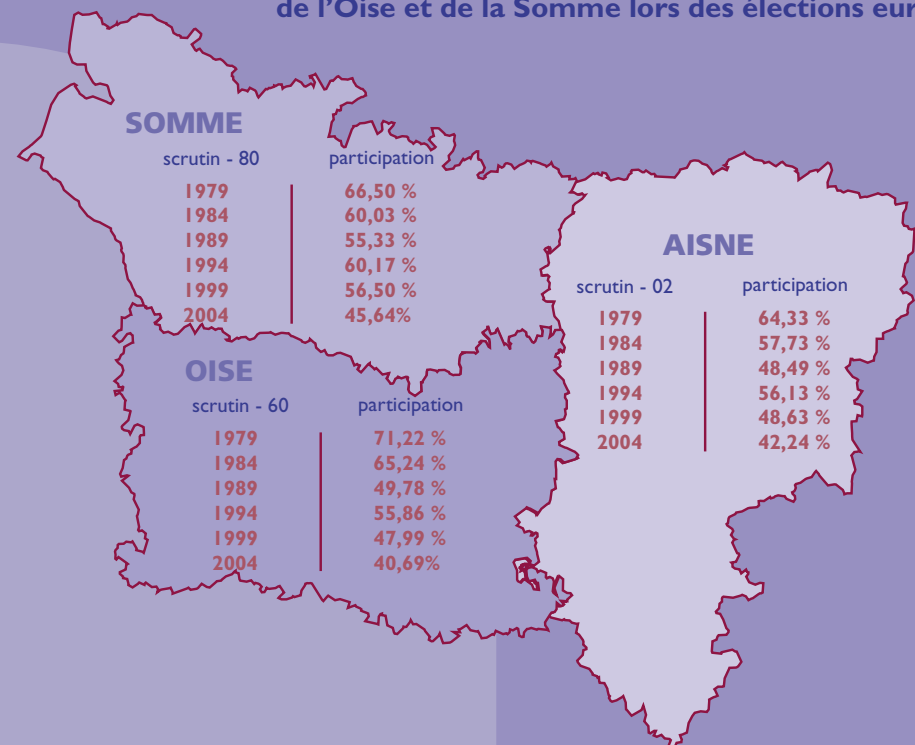 de l'Oise et de la Somme lors des élections eur
SOMME
scrutin - 80 participation
1979 66,50 %
1984 60,03 %
1989 55,33 %
1994 60,17 %
1999 56,50 %
2004 45,64%
AISNE
scrutin - 02 participation
1979 64,33 %
1984 57,73 %
1989 48,49 %
1994 56,13 %
1999 48,63 %
2004 42,24 %
OISE
scrutin - 60 participation
1979 71,22 %
1984 65,24 %
1989 49,78 %
1994 55,86 %
1999 47,99 %
2004 40,69%